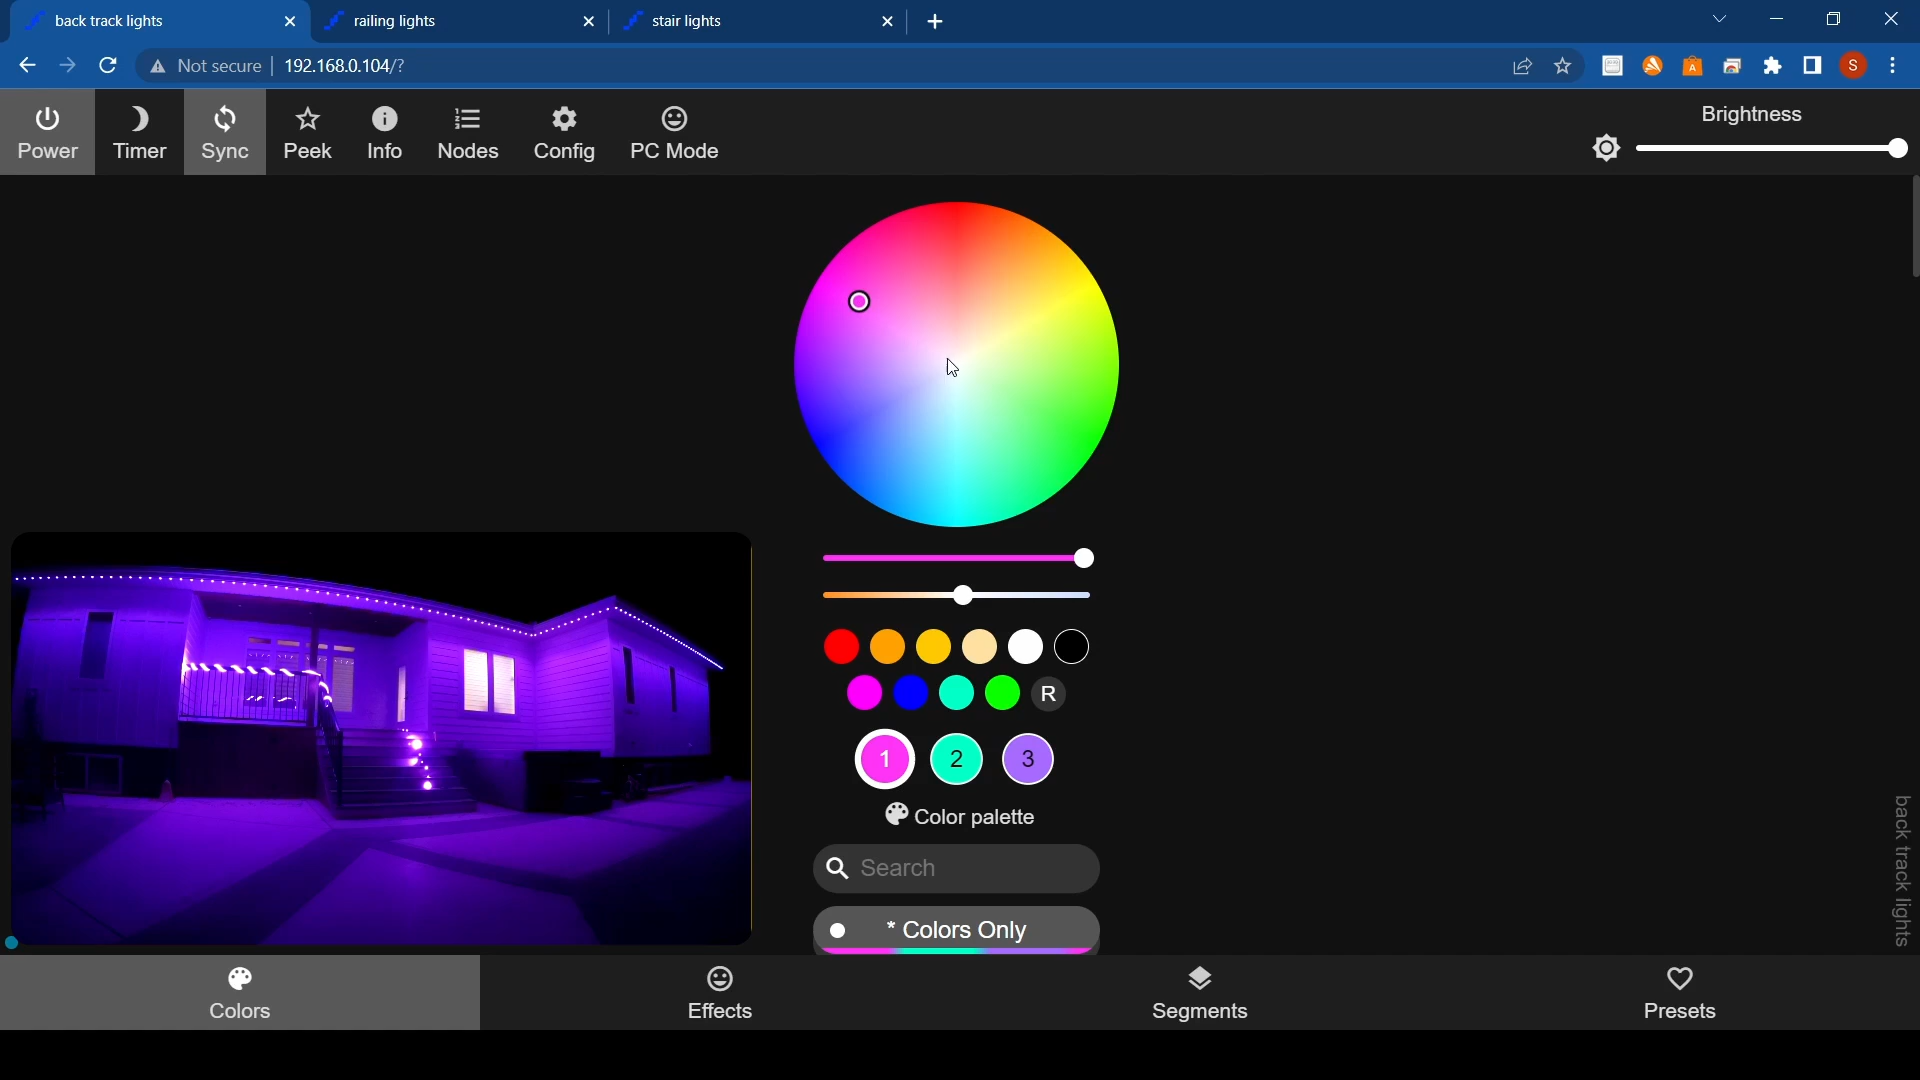 back track lights
railing lights
stair lights
Not secure
192.168.0.104/?
S
Power
Timer
Sync
Peek
Info
Nodes
Config
PC Mode
Brightness
R
1
2
3
Color palette
Search
* Colors Only
back track lights
Colors
Effects
Segments
Presets